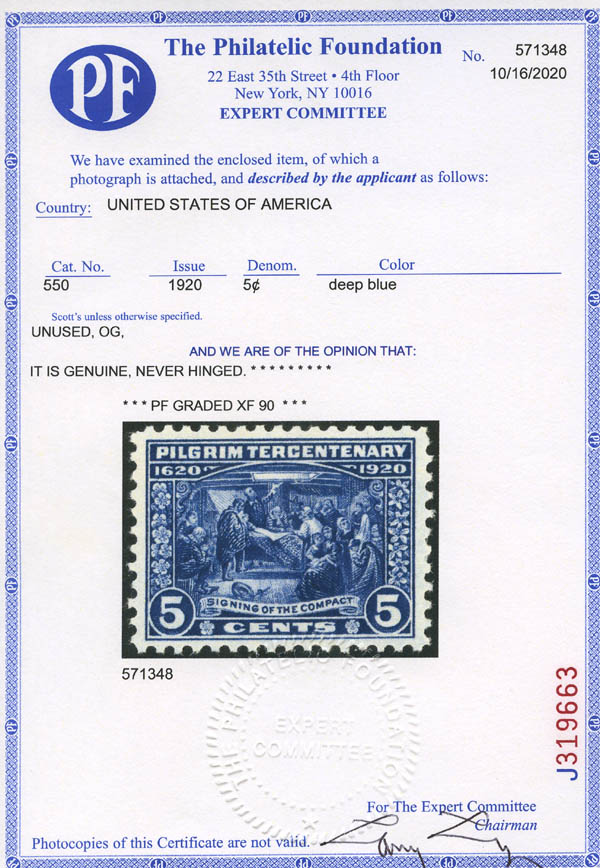 PF
The Philatelic Foundation
22 East 35th Street • 4th Floor
New York, NY 10016
EXPERT COMMITTEE
No. 571348
10/16/2020
We have examined the enclosed item, of which a
photograph is attached, and described by the applicant as follows:
Country: UNITED STATES OF AMERICA
Cat. No. Issue Denom. Color
550 1920 5¢ deep blue
Scott's unless otherwise specified.
UNUSED, OG,
AND WE ARE OF THE OPINION THAT:
IT IS GENUINE, NEVER HINGED. * * * * * * * * *
* * * PF GRADED XF 90 * * *
PILGRIM TERCENTENARY
1620 1920
SIGNING OF THE COMPACT
5 CENTS 5
571348
THE PHILATELIC FOUNDATION
EXPERT
COMMITTEE
J319663
For The Expert Committee
Chairman
Photocopies of this Certificate are not valid.